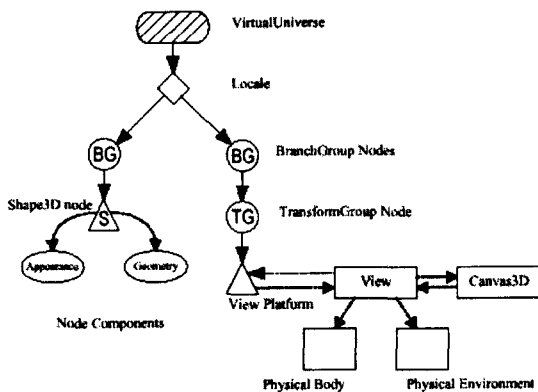 VirtualUniverse
Locale
BG
BG
BranchGroup Nodes
Shape3D node
S
TG
TransformGroup Node
Appearance
Geometry
View
Canvas3D
View Platform
Node Components
Physical Body
Physical Environment